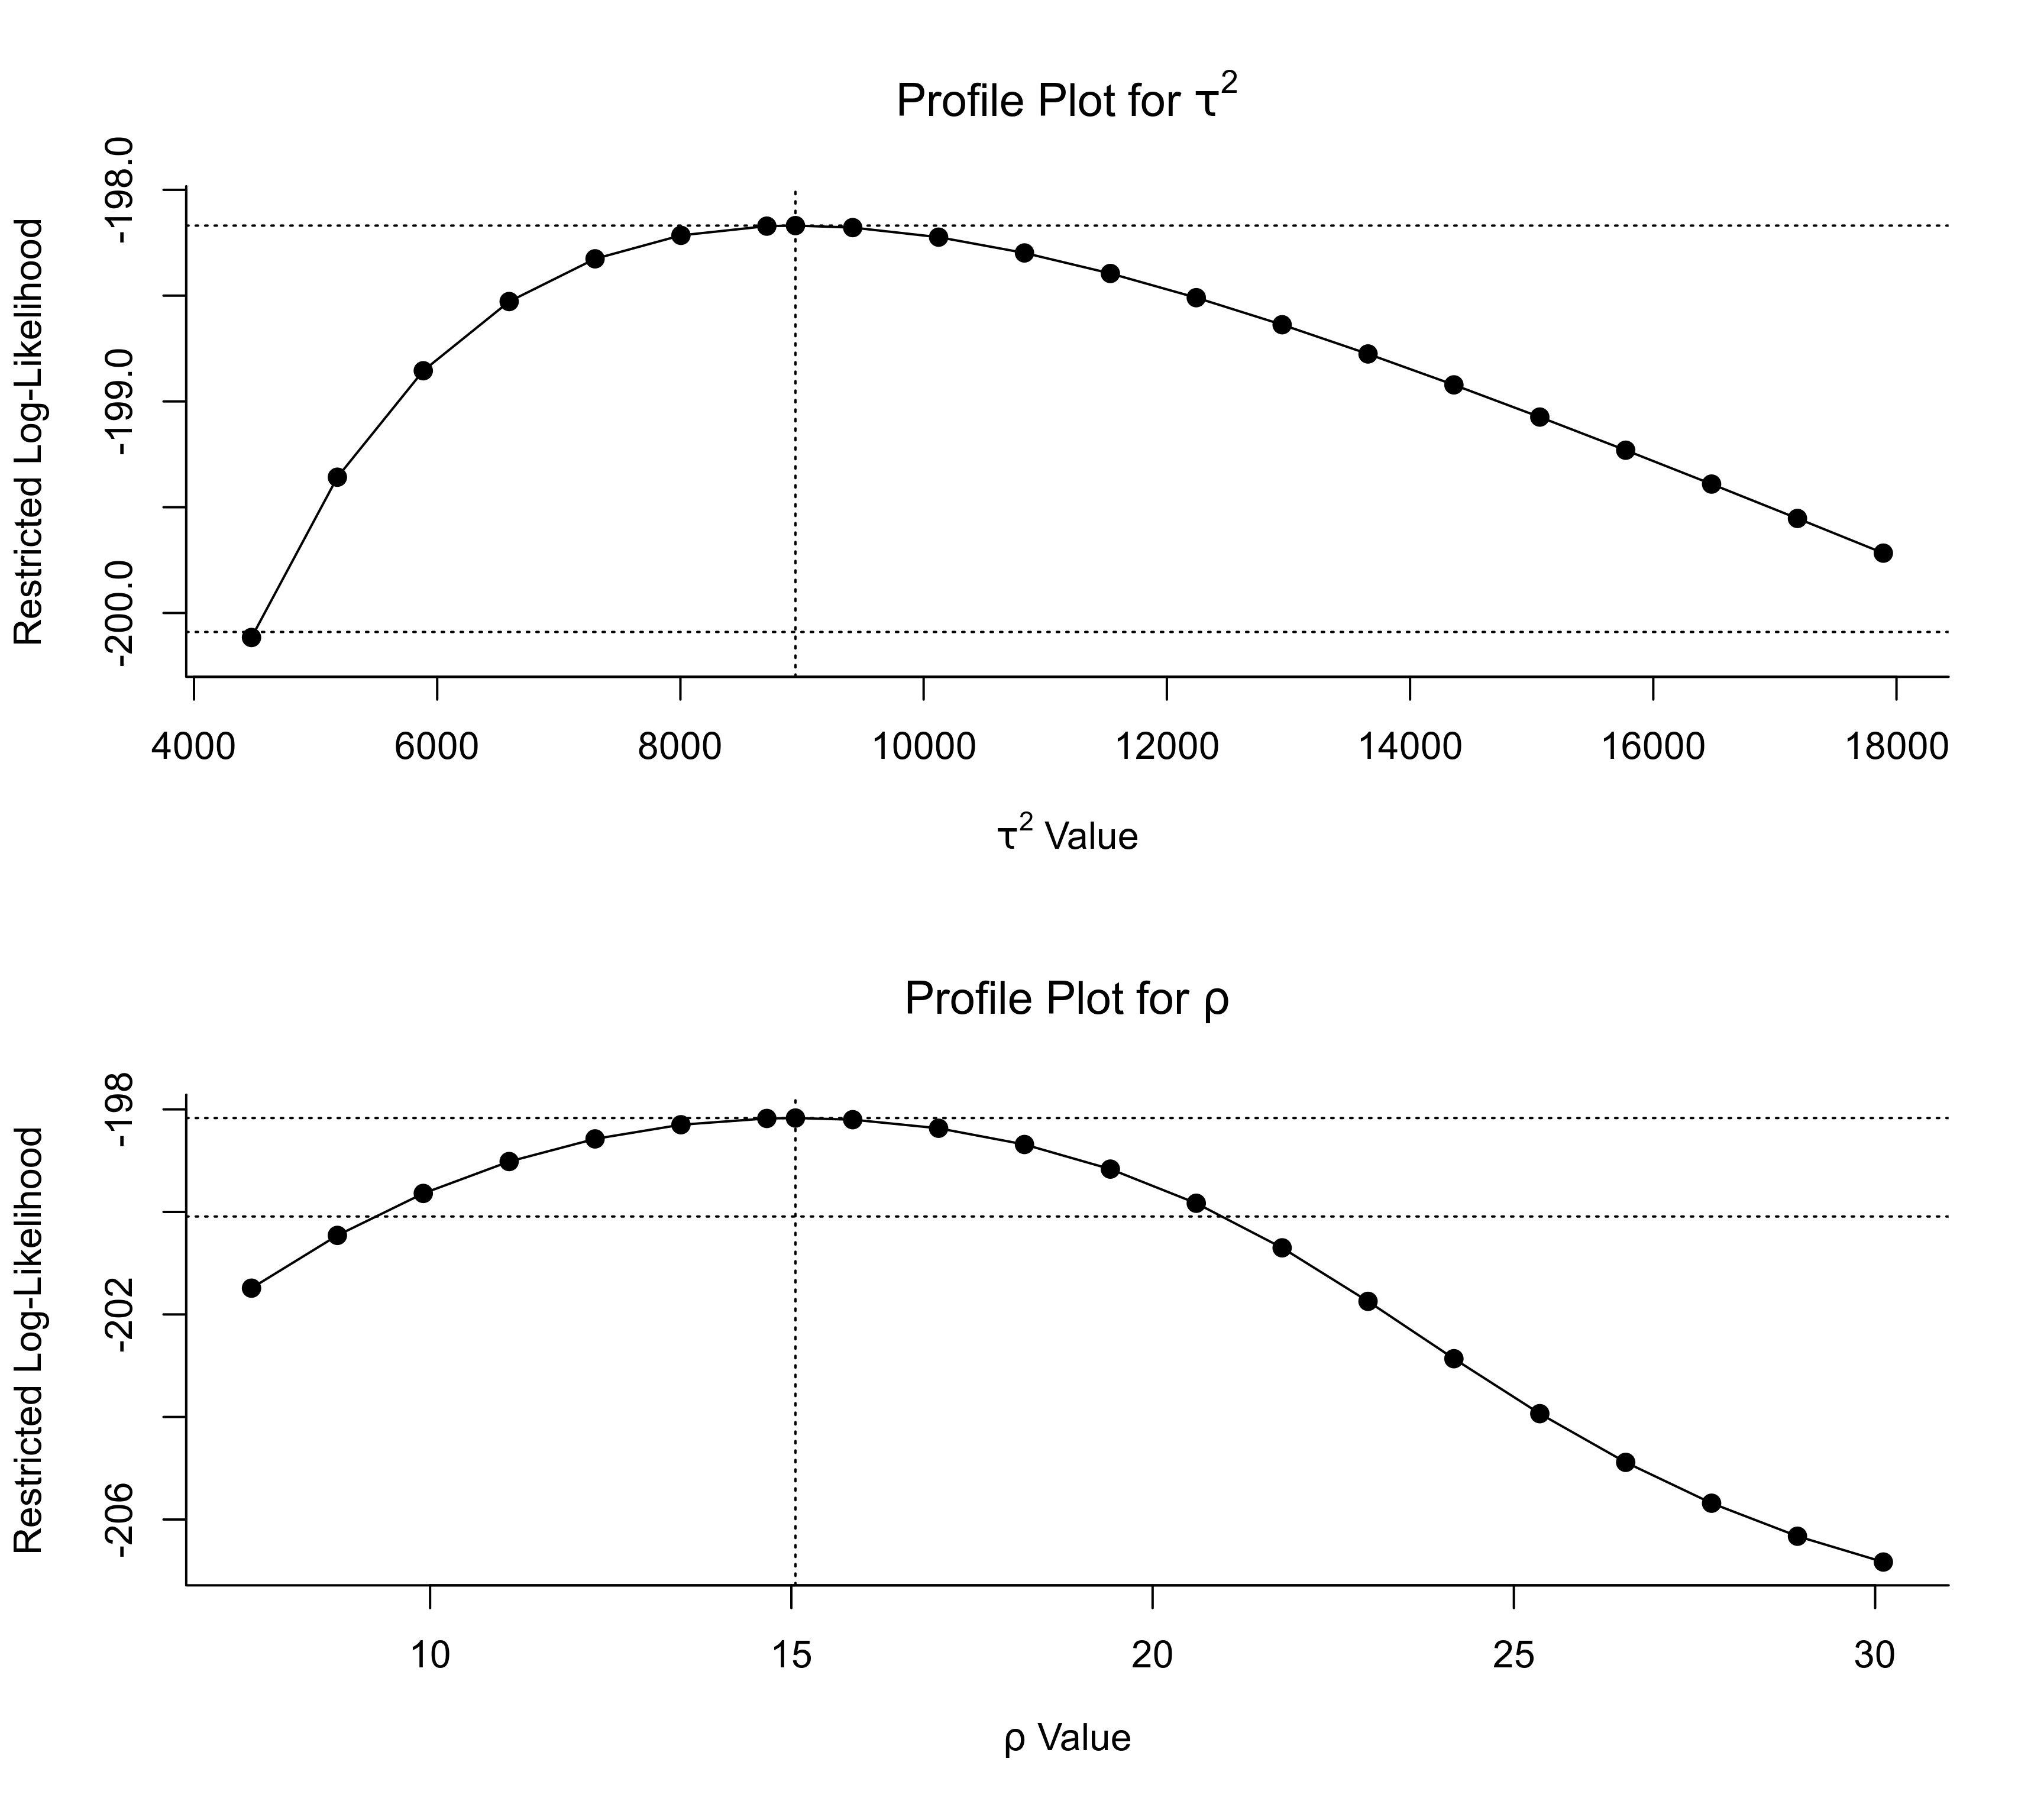 Profile Plot for τ²
Restricted Log-Likelihood
-198.0
-199.0
-200.0
4000 6000 8000 10000 12000 14000 16000 18000
τ² Value
Profile Plot for ρ
Restricted Log-Likelihood
-198
-202
-206
10 15 20 25 30
ρ Value